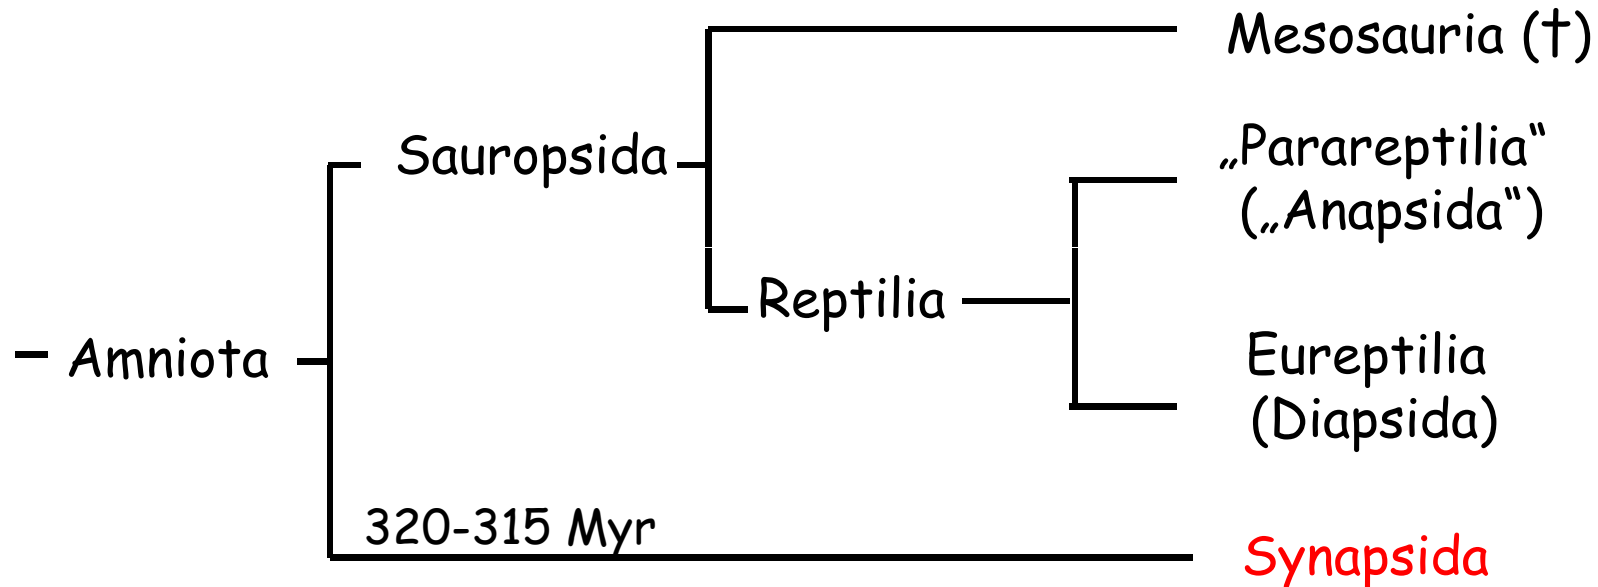 Mesosauria (†)
„Parareptilia“
(„Anapsida“)
Sauropsida
Reptilia
Amniota
Eureptilia
(Diapsida)
320-315 Myr
Synapsida